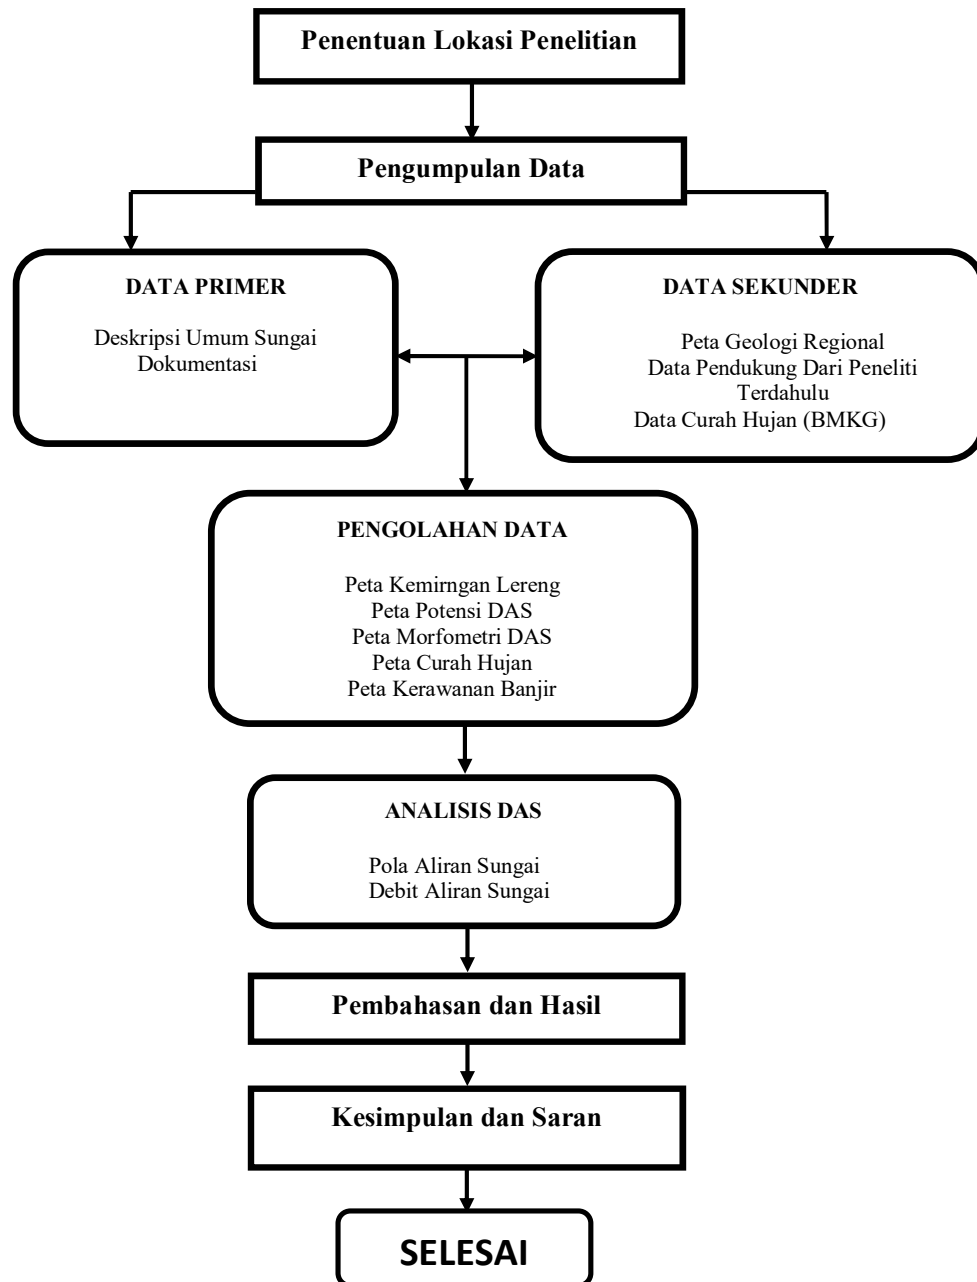 Penentuan Lokasi Penelitian
Pengumpulan Data
DATA PRIMER
Deskripsi Umum Sungai
Dokumentasi
DATA SEKUNDER
Peta Geologi Regional
Data Pendukung Dari Peneliti
Terdahulu
Data Curah Hujan (BMKG)
PENGOLAHAN DATA
Peta Kemirngan Lereng
Peta Potensi DAS
Peta Morfometri DAS
Peta Curah Hujan
Peta Kerawanan Banjir
ANALISIS DAS
Pola Aliran Sungai
Debit Aliran Sungai
Pembahasan dan Hasil
Kesimpulan dan Saran
SELESAI